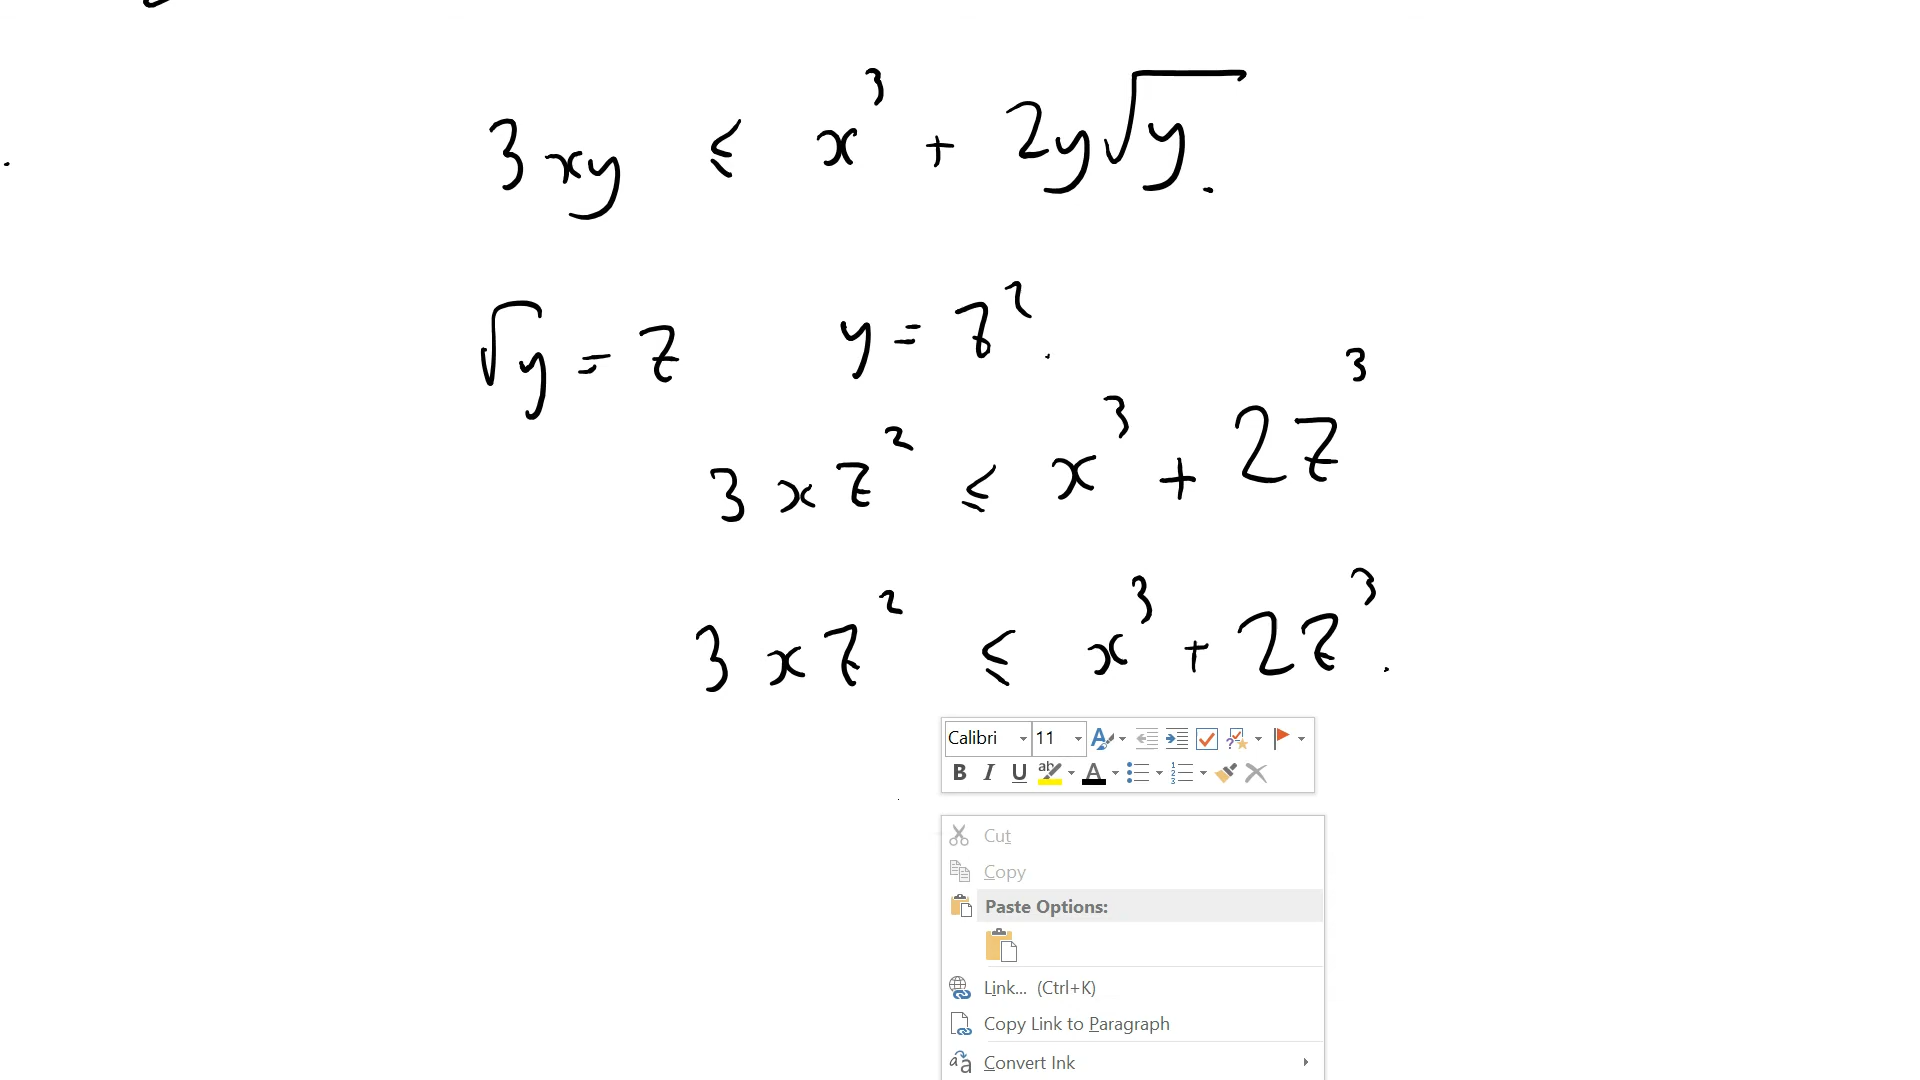 3xy ≤ x³ + 2y√y.
√y = z y = z².
3xz² ≤ x³ + 2z³
3xz² ≤ x³ + 2z³.
Calibri 11
B I U ab A
Cut
Copy
Paste Options:
Link... (Ctrl+K)
Copy Link to Paragraph
Convert Ink